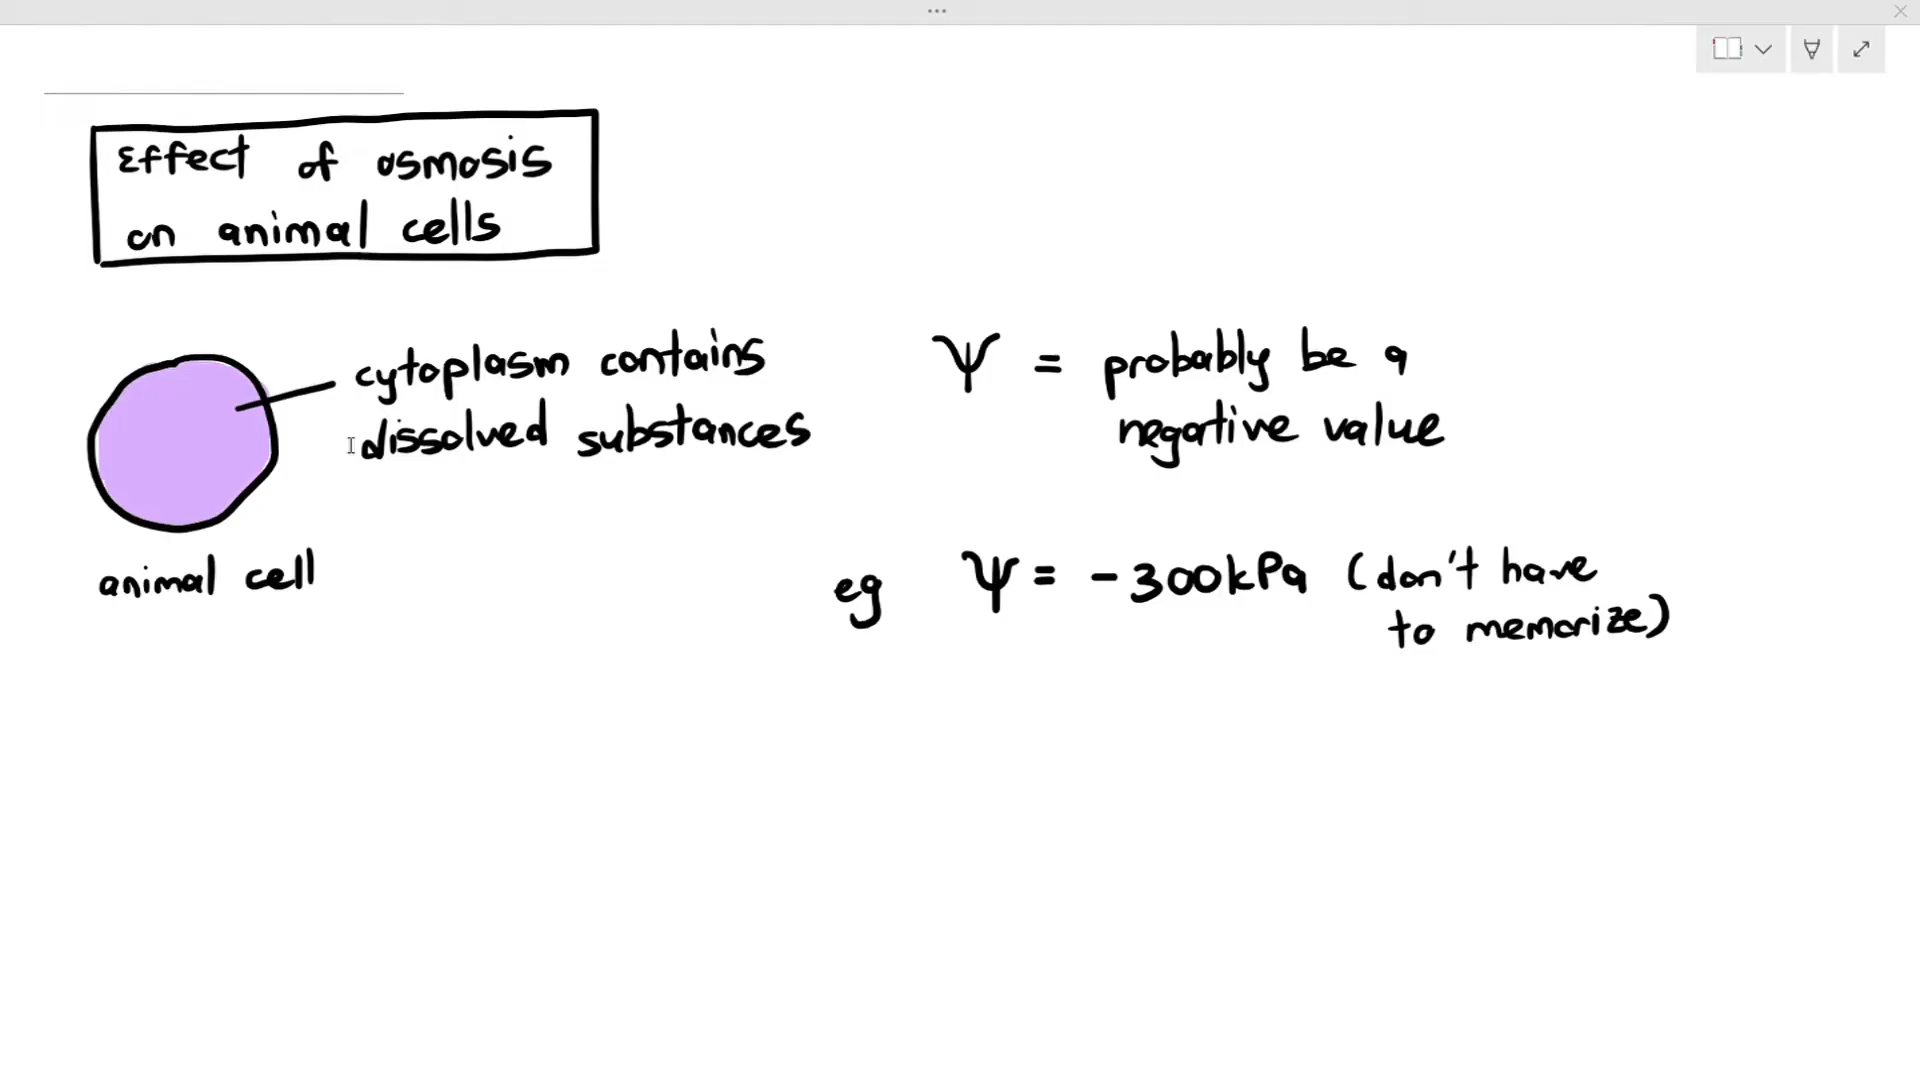 Effect of osmosis
on animal cells
cytoplasm contains
dissolved substances
animal cell
Ψ = probably be a
negative value
eg Ψ = - 300kPa (don't have
to memorize)